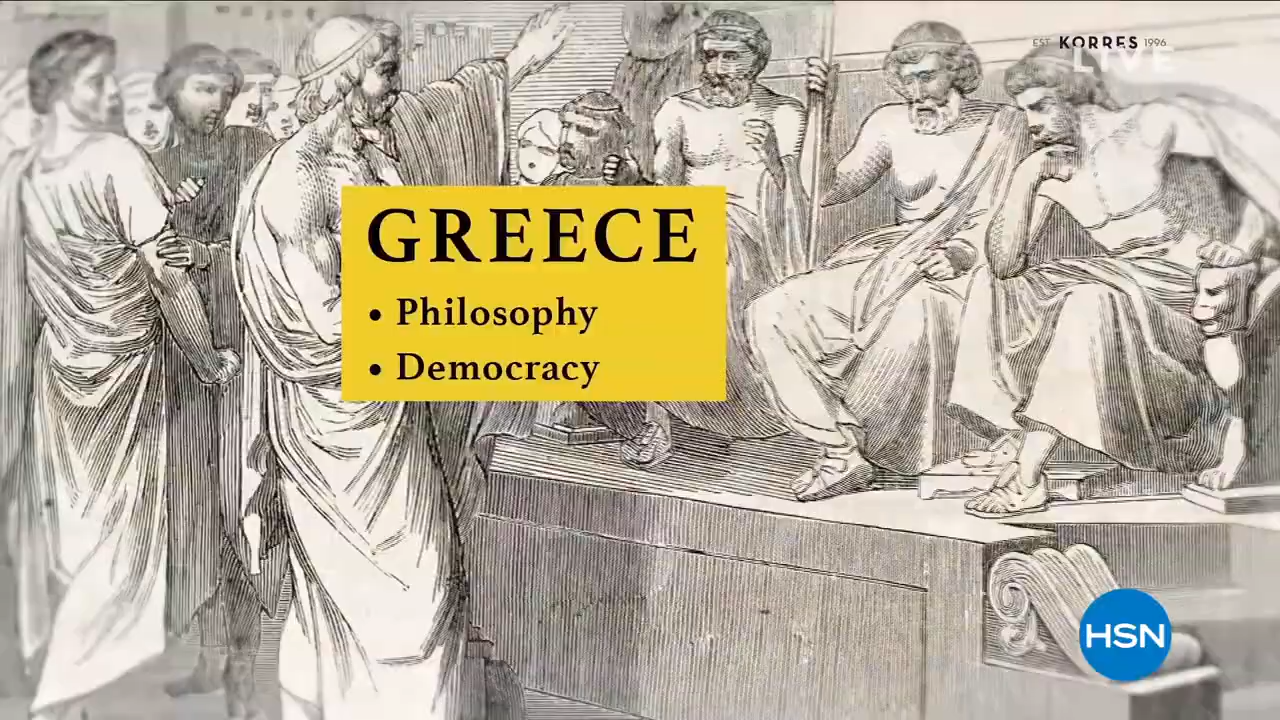 EST. KORRES 1996
LIVE
GREECE
• Philosophy
• Democracy
HSN